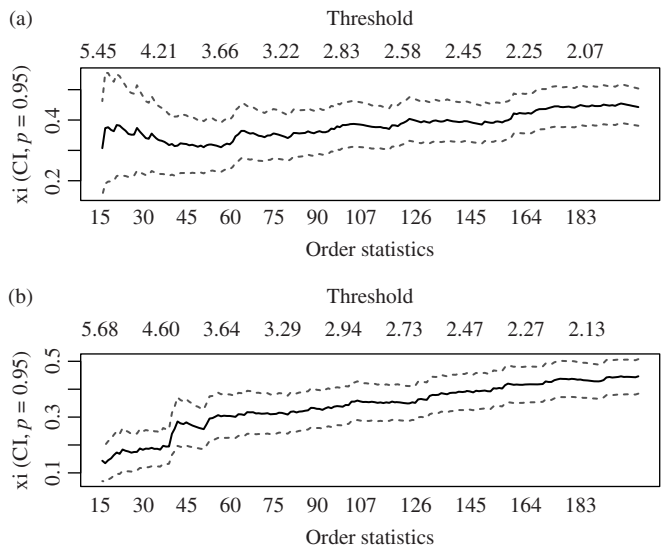 (a)
Threshold
5.45 4.21 3.66 3.22 2.83 2.58 2.45 2.25 2.07
xi (CI, p = 0.95)
0.4
0.2
15 30 45 60 75 90 107 126 145 164 183
Order statistics
(b)
Threshold
5.68 4.60 3.64 3.29 2.94 2.73 2.47 2.27 2.13
xi (CI, p = 0.95)
0.5
0.3
0.1
15 30 45 60 75 90 107 126 145 164 183
Order statistics